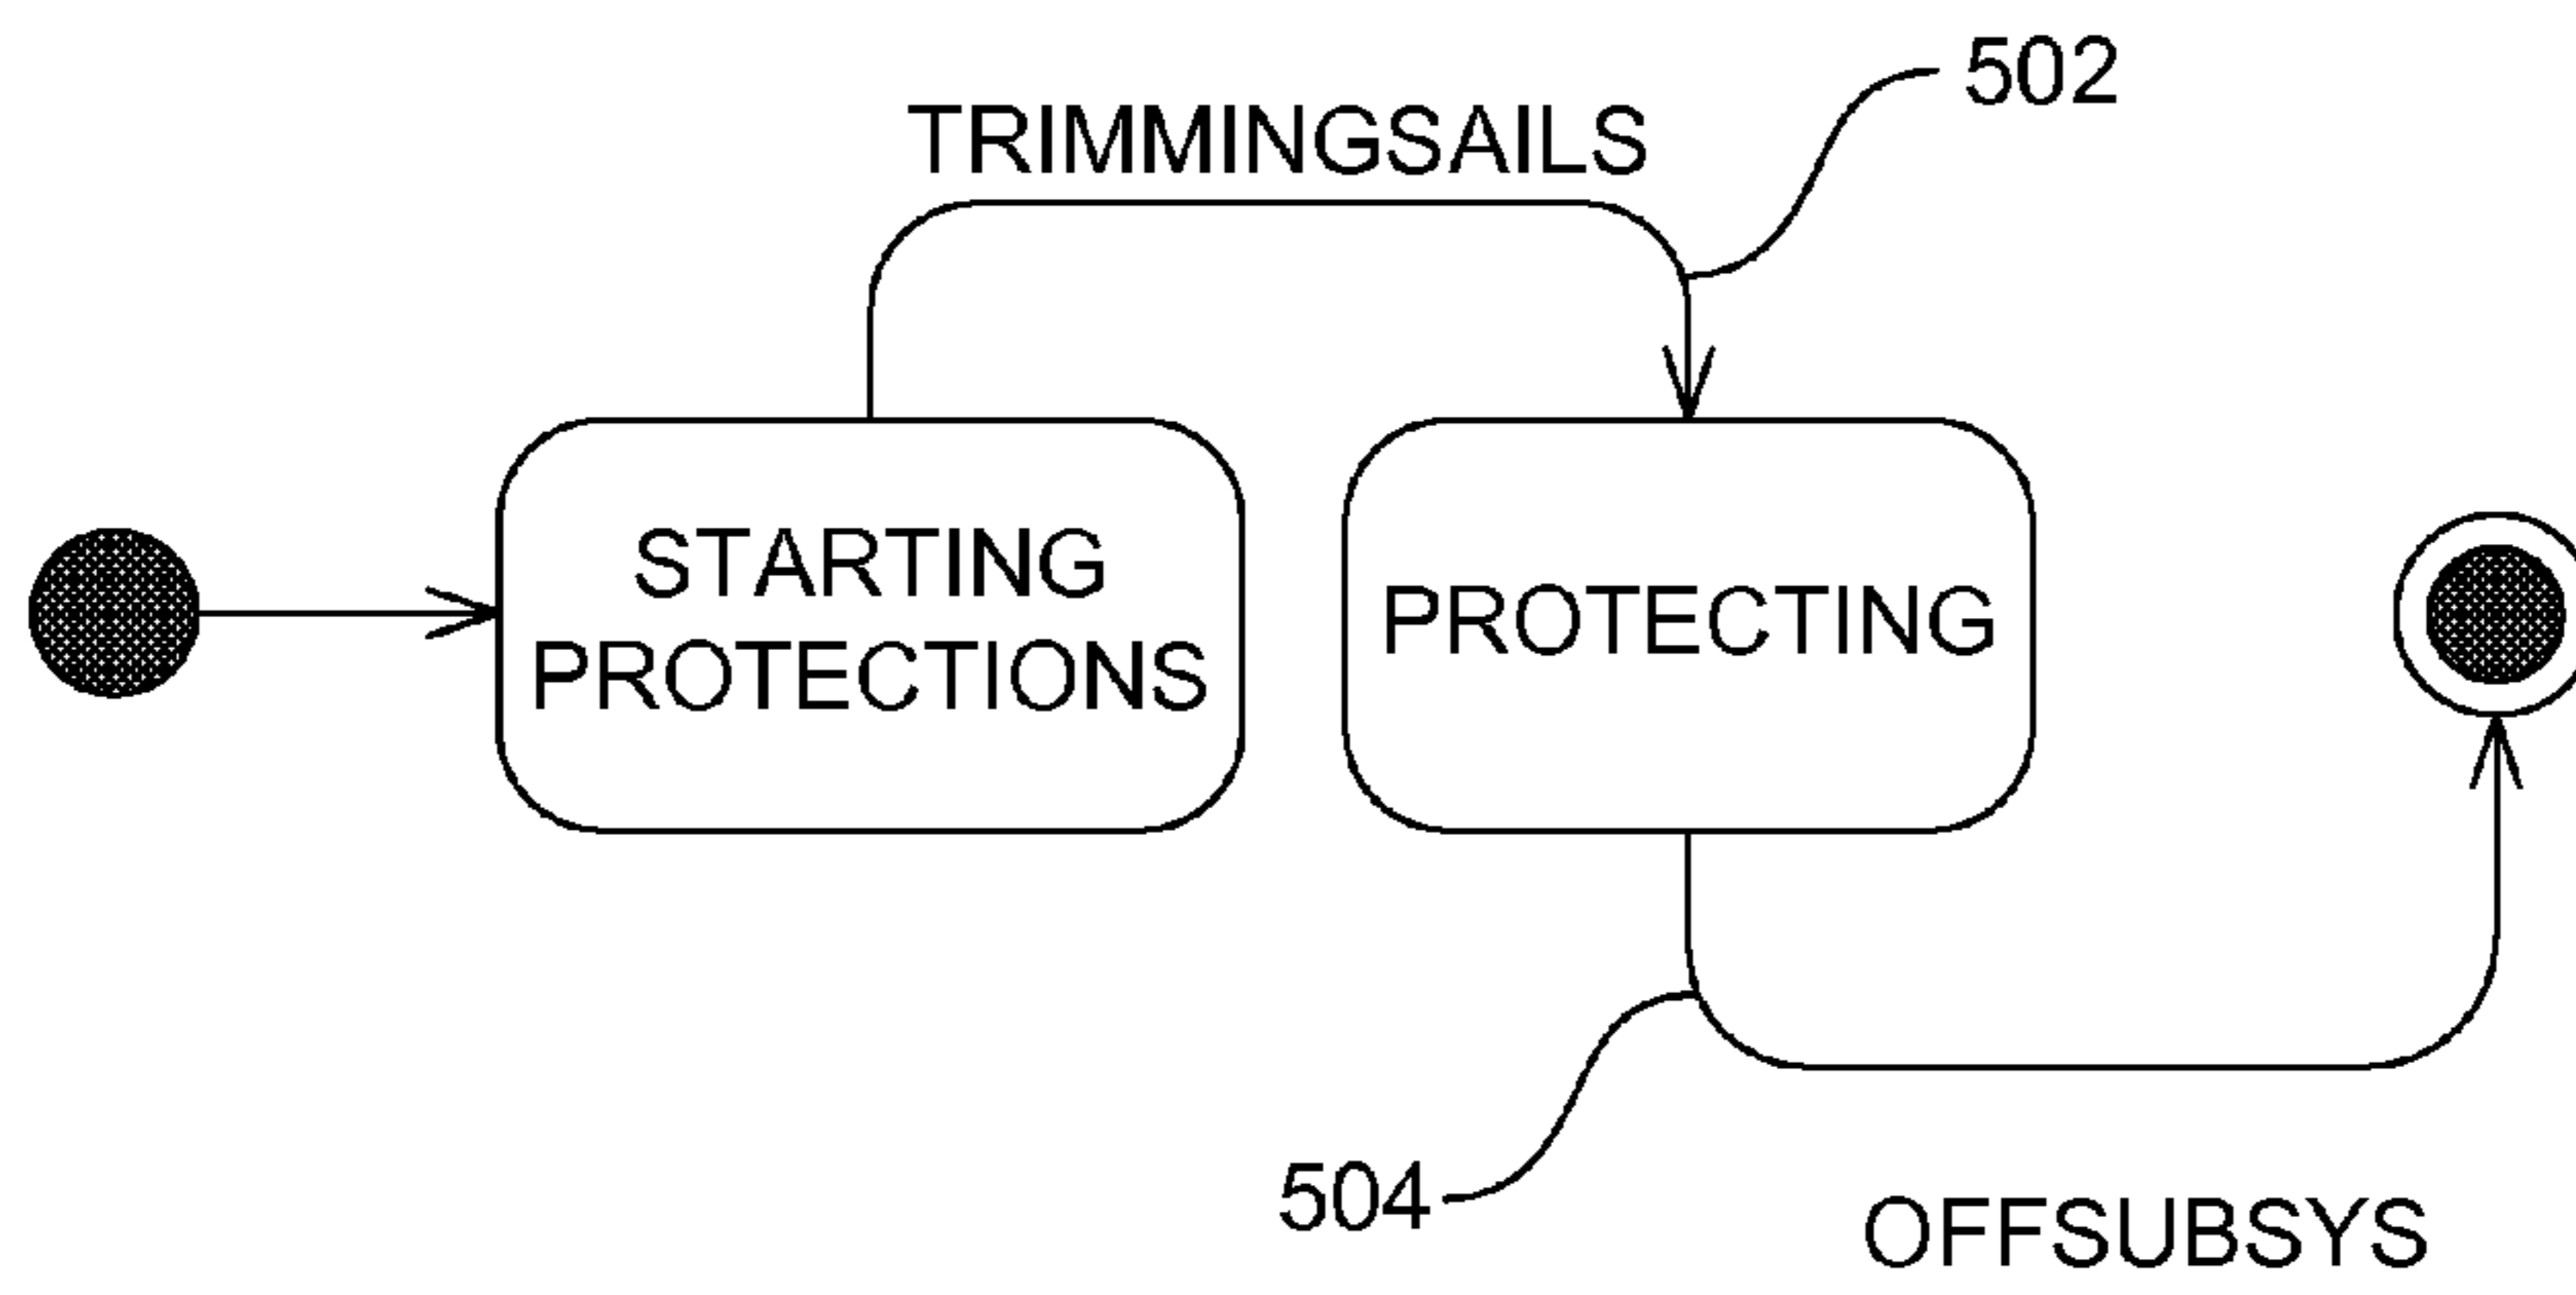 502
TRIMMINGSAILS
STARTING
PROTECTIONS
PROTECTING
504
OFFSUBSYS